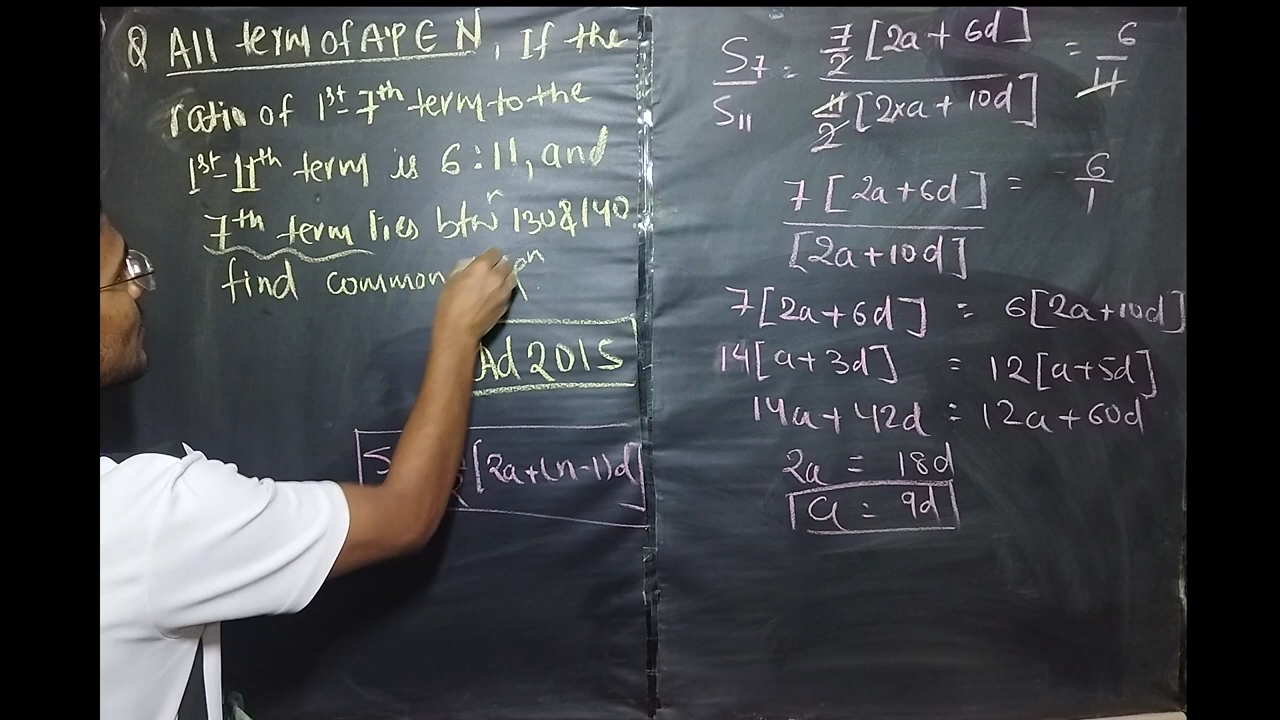 Q All term of A.P ∈ N, If the
ratio of 1st - 7th term to the
1st - 11th term is 6 : 11, and
7th term lies btwn 130 & 140.
find common
Ad 2015
[2a + (n-1)d]
S7 / S11 = 7/2 [2a + 6d] / 11/2 [2xa + 10d] = 6/11
7 [2a + 6d] / [2a + 10d] = 6/1
7[2a + 6d] = 6[2a + 10d]
14[a + 3d] = 12[a + 5d]
14a + 42d = 12a + 60d
2a = 18d
a = 9d